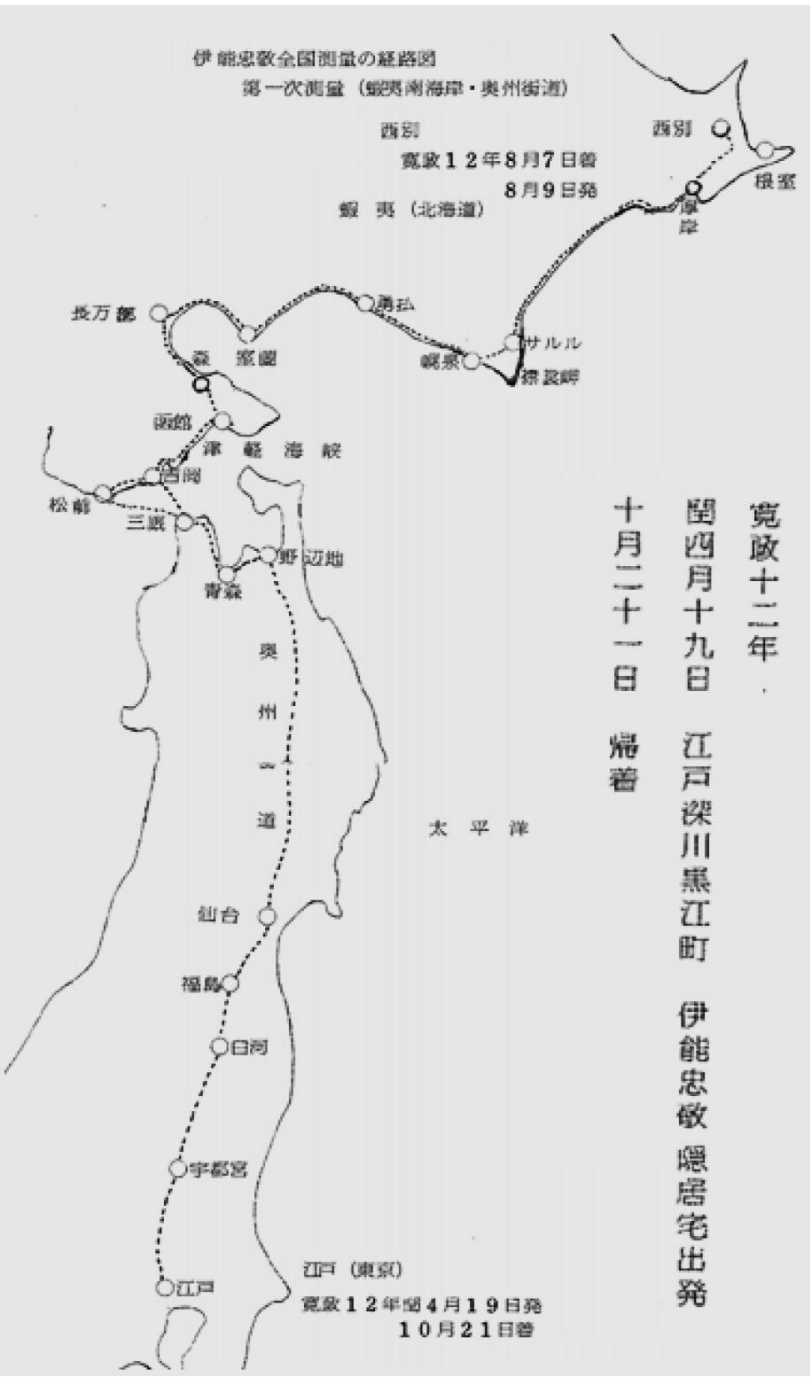 伊能忠敬全国測量の経路図
第一次測量（蝦夷南海岸・奥州街道）
西別
寛政12年8月7日着
8月9日発
蝦夷（北海道）
西別
根室
厚岸
長万部
勇払
室蘭
森
サルル
幌泉
襟裳岬
函館
津軽海峡
吉岡
松前
三厩
野辺地
青森
寛政十二年
閏四月十九日　江戸深川黒江町　伊能忠敬隠居宅出発
十月二十一日　帰着
奥州
道
太平洋
仙台
福島
白河
宇都宮
江戸
江戸（東京）
寛政12年閏4月19日発
10月21日着